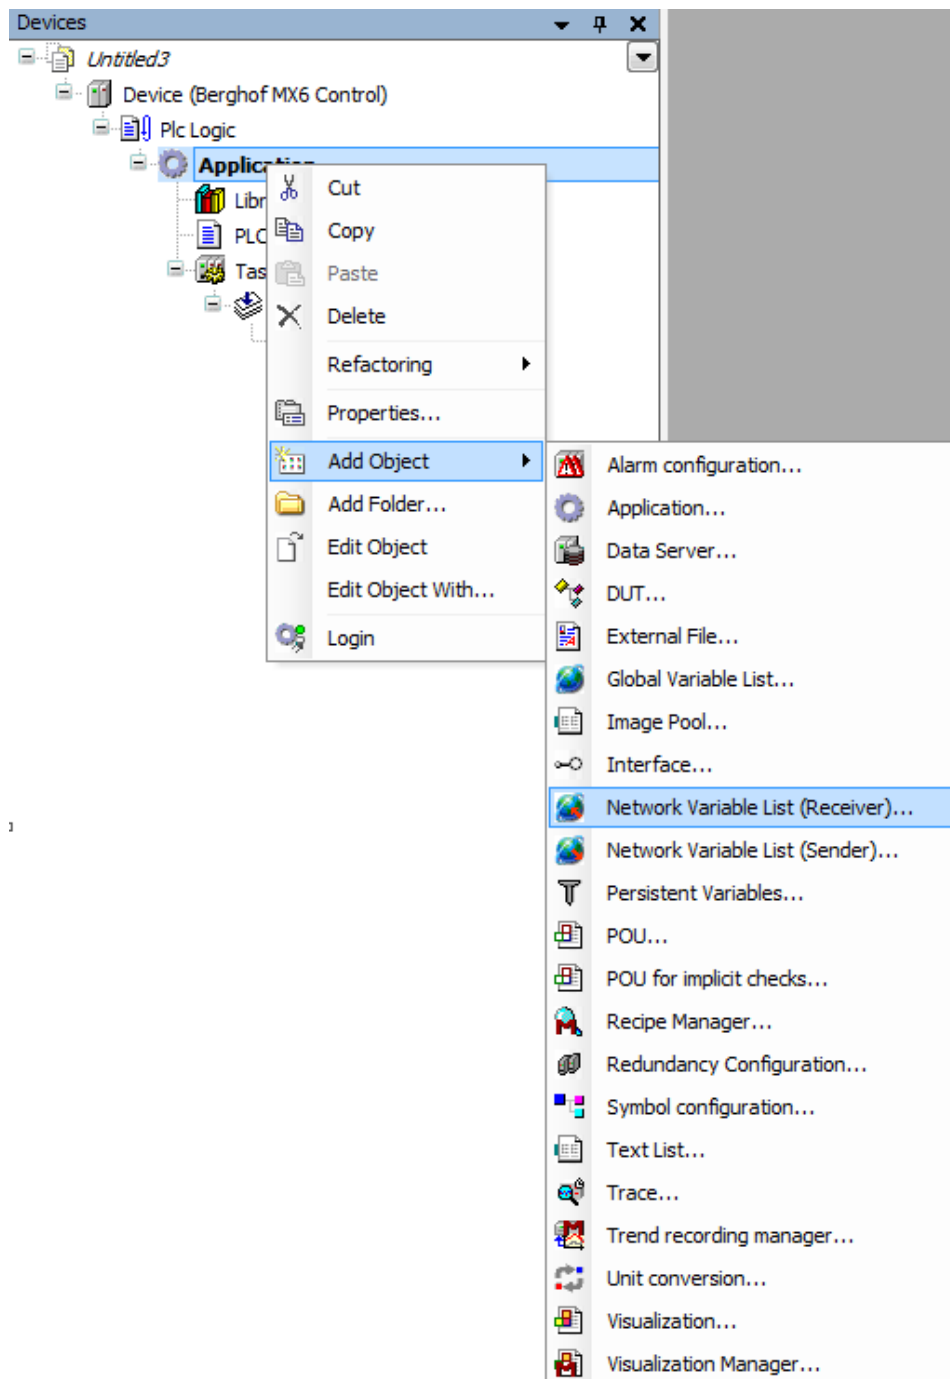 Devices
Untitled3
Device (Berghof MX6 Control)
Plc Logic
Application
Libr
PLC
Tas
Cut
Copy
Paste
Delete
Refactoring
Properties...
Add Object
Add Folder...
Edit Object
Edit Object With...
Login
Alarm configuration...
Application...
Data Server...
DUT...
External File...
Global Variable List...
Image Pool...
Interface...
Network Variable List (Receiver)...
Network Variable List (Sender)...
Persistent Variables...
POU...
POU for implicit checks...
Recipe Manager...
Redundancy Configuration...
Symbol configuration...
Text List...
Trace...
Trend recording manager...
Unit conversion...
Visualization...
Visualization Manager...